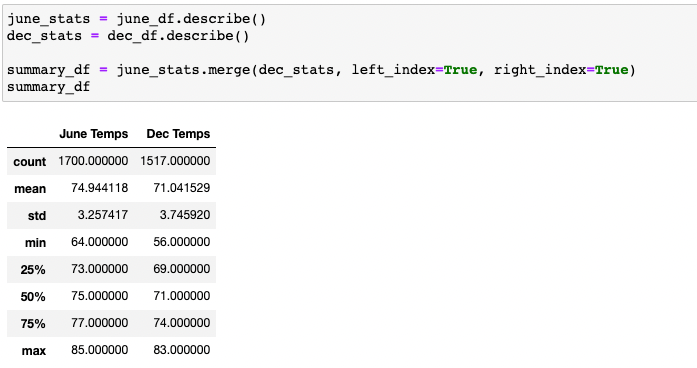 june_stats = june_df.describe()
dec_stats = dec_df.describe()
summary_df = june_stats.merge(dec_stats, left_index=True, right_index=True)
summary_df
June Temps Dec Temps
count 1700.000000 1517.000000
mean 74.944118 71.041529
std 3.257417 3.745920
min 64.000000 56.000000
25% 73.000000 69.000000
50% 75.000000 71.000000
75% 77.000000 74.000000
max 85.000000 83.000000